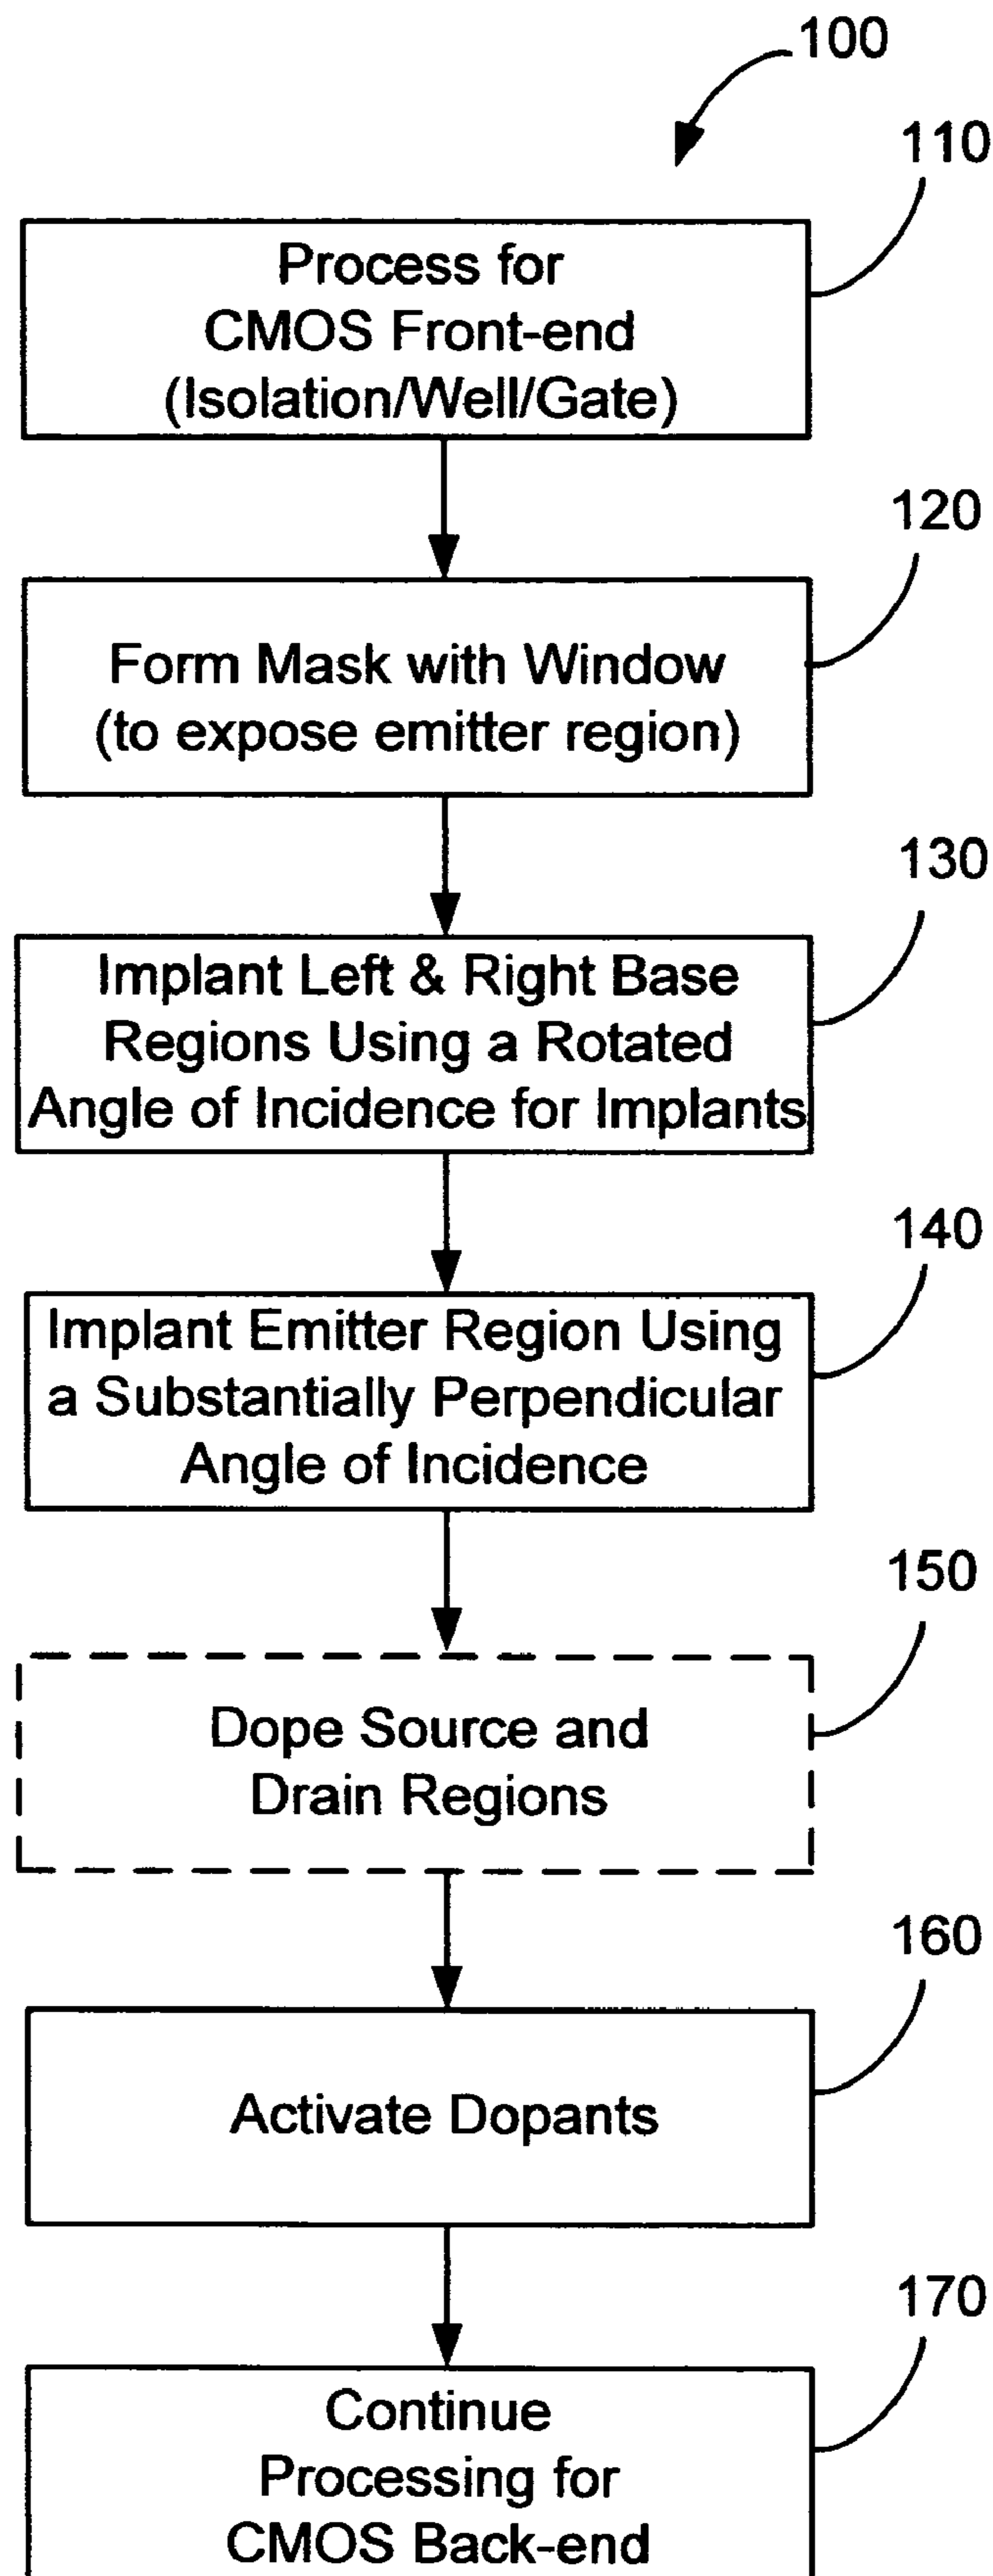 100
110
Process for
CMOS Front-end
(Isolation/Well/Gate)
120
Form Mask with Window
(to expose emitter region)
130
Implant Left & Right Base
Regions Using a Rotated
Angle of Incidence for Implants
140
Implant Emitter Region Using
a Substantially Perpendicular
Angle of Incidence
150
Dope Source and
Drain Regions
160
Activate Dopants
170
Continue
Processing for
CMOS Back-end